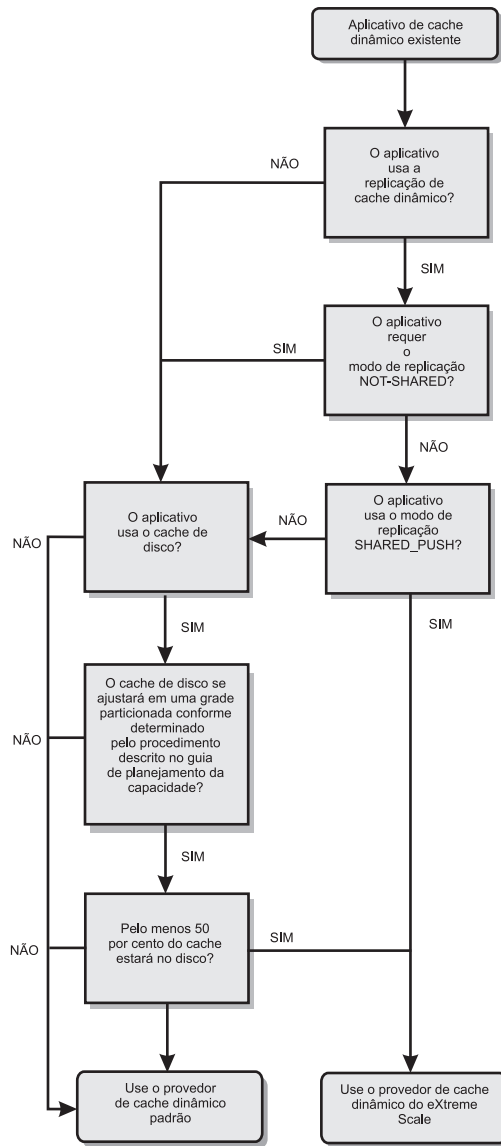 Aplicativo de cache
dinâmico existente
O aplicativo
usa a
replicação de
cache dinâmico?
NÃO
SIM
O aplicativo
requer
o
modo de replicação
NOT-SHARED?
SIM
NÃO
O aplicativo
usa o modo de
replicação
SHARED_PUSH?
NÃO
SIM
O aplicativo
usa o cache de
disco?
NÃO
SIM
O cache de disco se
ajustará em uma grade
particionada conforme
determinado
pelo procedimento
descrito no guia
de planejamento da
capacidade?
NÃO
SIM
Pelo menos 50
por cento do cache
estará no disco?
NÃO
SIM
Use o provedor
de cache dinâmico
padrão
Use o provedor de cache
dinâmico do eXtreme
Scale